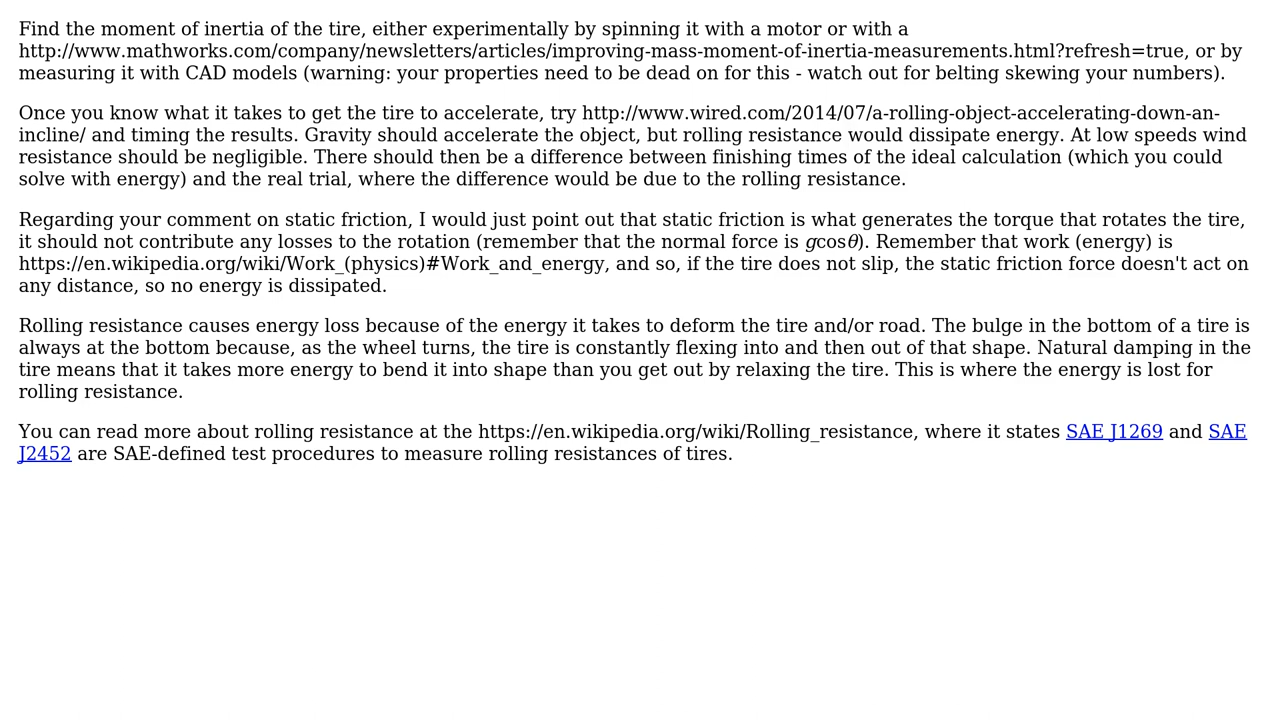 Find the moment of inertia of the tire, either experimentally by spinning it with a motor or with a
http://www.mathworks.com/company/newsletters/articles/improving-mass-moment-of-inertia-measurements.html?refresh=true, or by
measuring it with CAD models (warning: your properties need to be dead on for this - watch out for belting skewing your numbers).
Once you know what it takes to get the tire to accelerate, try http://www.wired.com/2014/07/a-rolling-object-accelerating-down-an-
incline/ and timing the results. Gravity should accelerate the object, but rolling resistance would dissipate energy. At low speeds wind
resistance should be negligible. There should then be a difference between finishing times of the ideal calculation (which you could
solve with energy) and the real trial, where the difference would be due to the rolling resistance.
Regarding your comment on static friction, I would just point out that static friction is what generates the torque that rotates the tire,
it should not contribute any losses to the rotation (remember that the normal force is gcosθ). Remember that work (energy) is
https://en.wikipedia.org/wiki/Work_(physics)#Work_and_energy, and so, if the tire does not slip, the static friction force doesn't act on
any distance, so no energy is dissipated.
Rolling resistance causes energy loss because of the energy it takes to deform the tire and/or road. The bulge in the bottom of a tire is
always at the bottom because, as the wheel turns, the tire is constantly flexing into and then out of that shape. Natural damping in the
tire means that it takes more energy to bend it into shape than you get out by relaxing the tire. This is where the energy is lost for
rolling resistance.
You can read more about rolling resistance at the https://en.wikipedia.org/wiki/Rolling_resistance, where it states SAE J1269 and SAE
J2452 are SAE-defined test procedures to measure rolling resistances of tires.